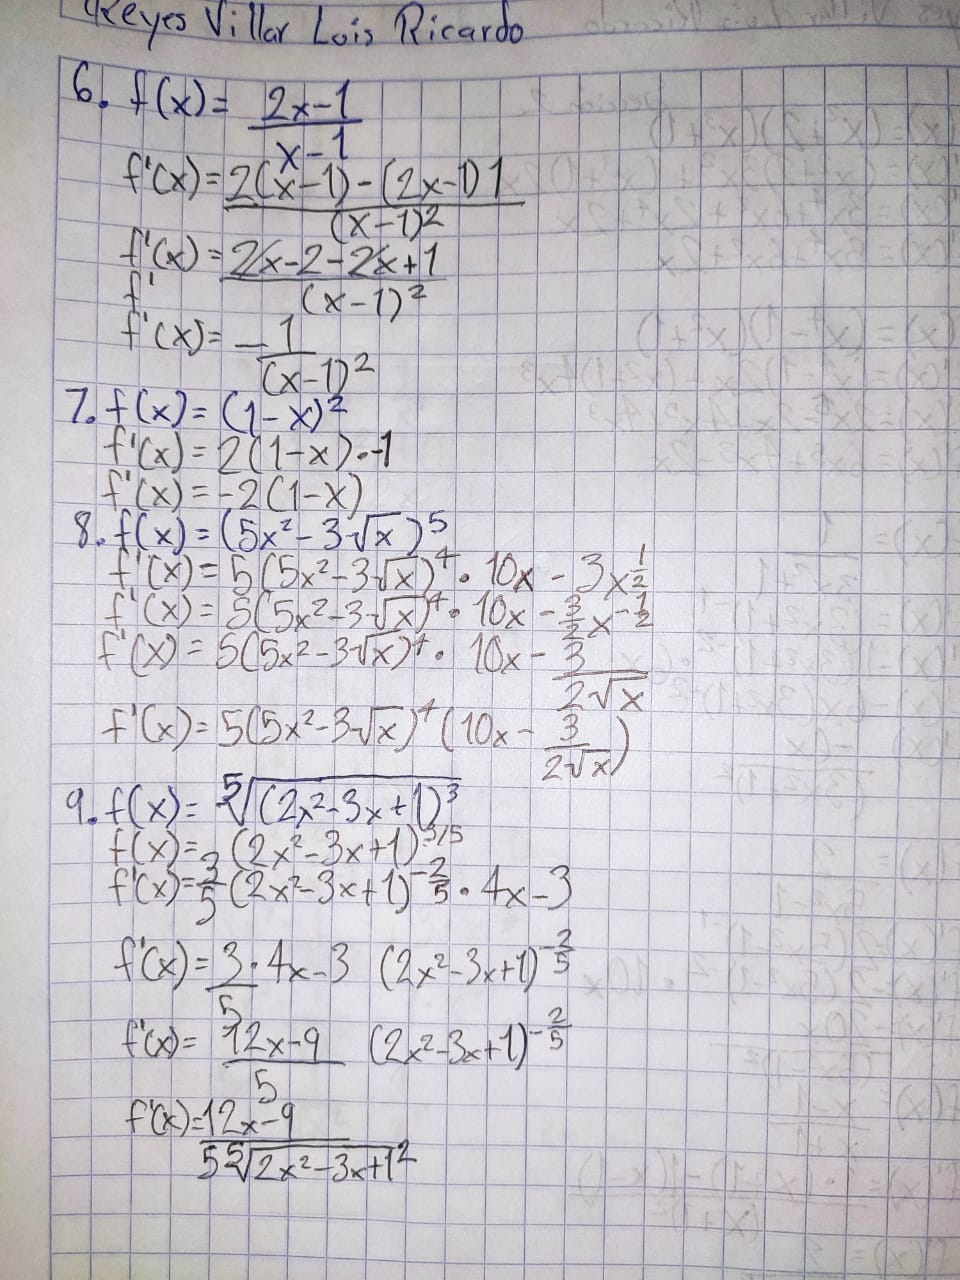 Reyes Villar Luis Ricardo
6. f(x)= 2x-1
x-1
f'(x)= 2(x-1)-(2x-1)1
(x-1)²
f'(x)= 2x-2-2x+1
f' (x-1)²
f'(x)= -1
(x-1)²
7. f(x)= (1-x)²
f'(x)= 2(1-x)·-1
f'(x)= -2(1-x)
8. f(x)= (5x²-3√x)⁵
f'(x)= 5(5x²-3√x)⁴· 10x - 3x^1/2
f'(x)= 5(5x²-3√x)⁴· 10x - 3/2 x^-1/2
f'(x)= 5(5x²-3√x)⁴· 10x - 3
2√x
f'(x)= 5(5x²-3√x)⁴ (10x - 3
2√x)
9. f(x)= ⁵√(2x²-3x+1)³
f(x)= (2x²-3x+1)^3/5
f'(x)= 3/5 (2x²-3x+1)^-2/5 · 4x-3
f'(x)= 3·4x-3 (2x²-3x+1)^-2/5
5
f'(x)= 12x-9 (2x²-3x+1)^-2/5
5
f'(x)= 12x-9
5 ⁵√2x²-3x+1²